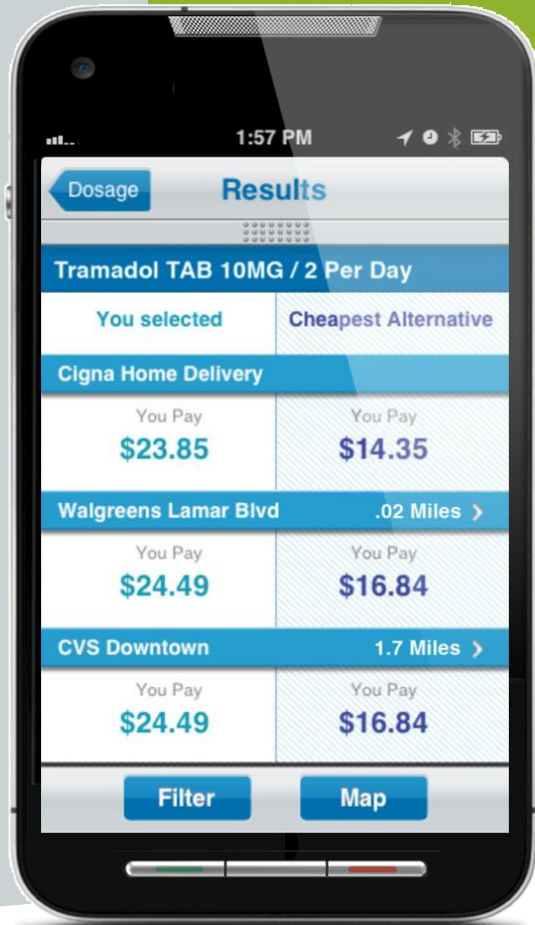 1:57 PM
Dosage
Results
Tramadol TAB 10MG / 2 Per Day
You selected Cheapest Alternative
Cigna Home Delivery
You Pay You Pay
$23.85 $14.35
Walgreens Lamar Blvd .02 Miles
You Pay You Pay
$24.49 $16.84
CVS Downtown 1.7 Miles
You Pay You Pay
$24.49 $16.84
Filter Map